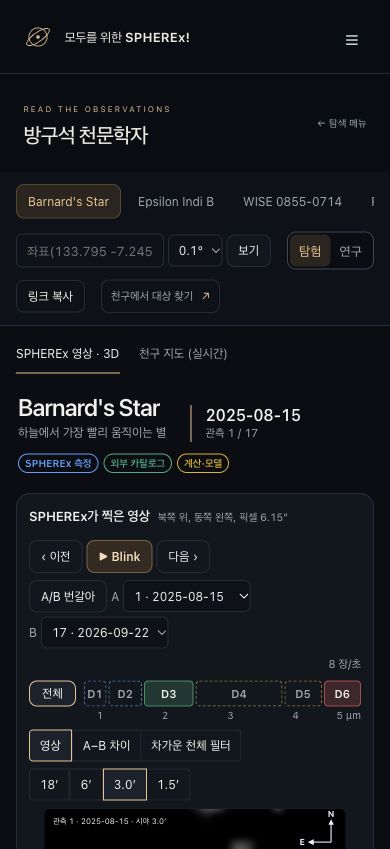 모두를 위한 SPHEREx!
READ THE OBSERVATIONS
방구석 천문학자
← 탐색 메뉴
Barnard's Star Epsilon Indi B WISE 0855-0714
좌표(133.795 -7.245 0.1° 보기 탐험 연구
링크 복사 천구에서 대상 찾기 ↗
SPHEREx 영상 · 3D 천구 지도 (실시간)
Barnard's Star
하늘에서 가장 빨리 움직이는 별
2025-08-15
관측 1 / 17
SPHEREx 측정 외부 카탈로그 계산·모델
SPHEREx가 찍은 영상 북쪽 위, 동쪽 왼쪽, 픽셀 6.15″
‹ 이전 ▶ Blink 다음 ›
A/B 번갈아 A 1 · 2025-08-15
B 17 · 2026-09-22
8 장/초
전체 D1 D2 D3 D4 D5 D6
1 2 3 4 5 μm
영상 A−B 차이 차가운 천체 필터
18′ 6′ 3.0′ 1.5′
관측 1 · 2025-08-15 · 시야 3.0′
N
E